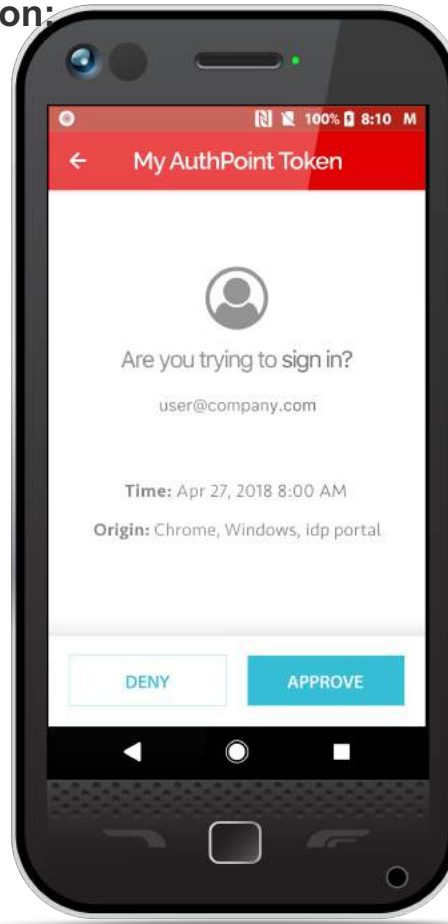 on:
100% 8:10 M
My AuthPoint Token
Are you trying to sign in?
user@company.com
Time: Apr 27, 2018 8:00 AM
Origin: Chrome, Windows, idp portal
DENY
APPROVE